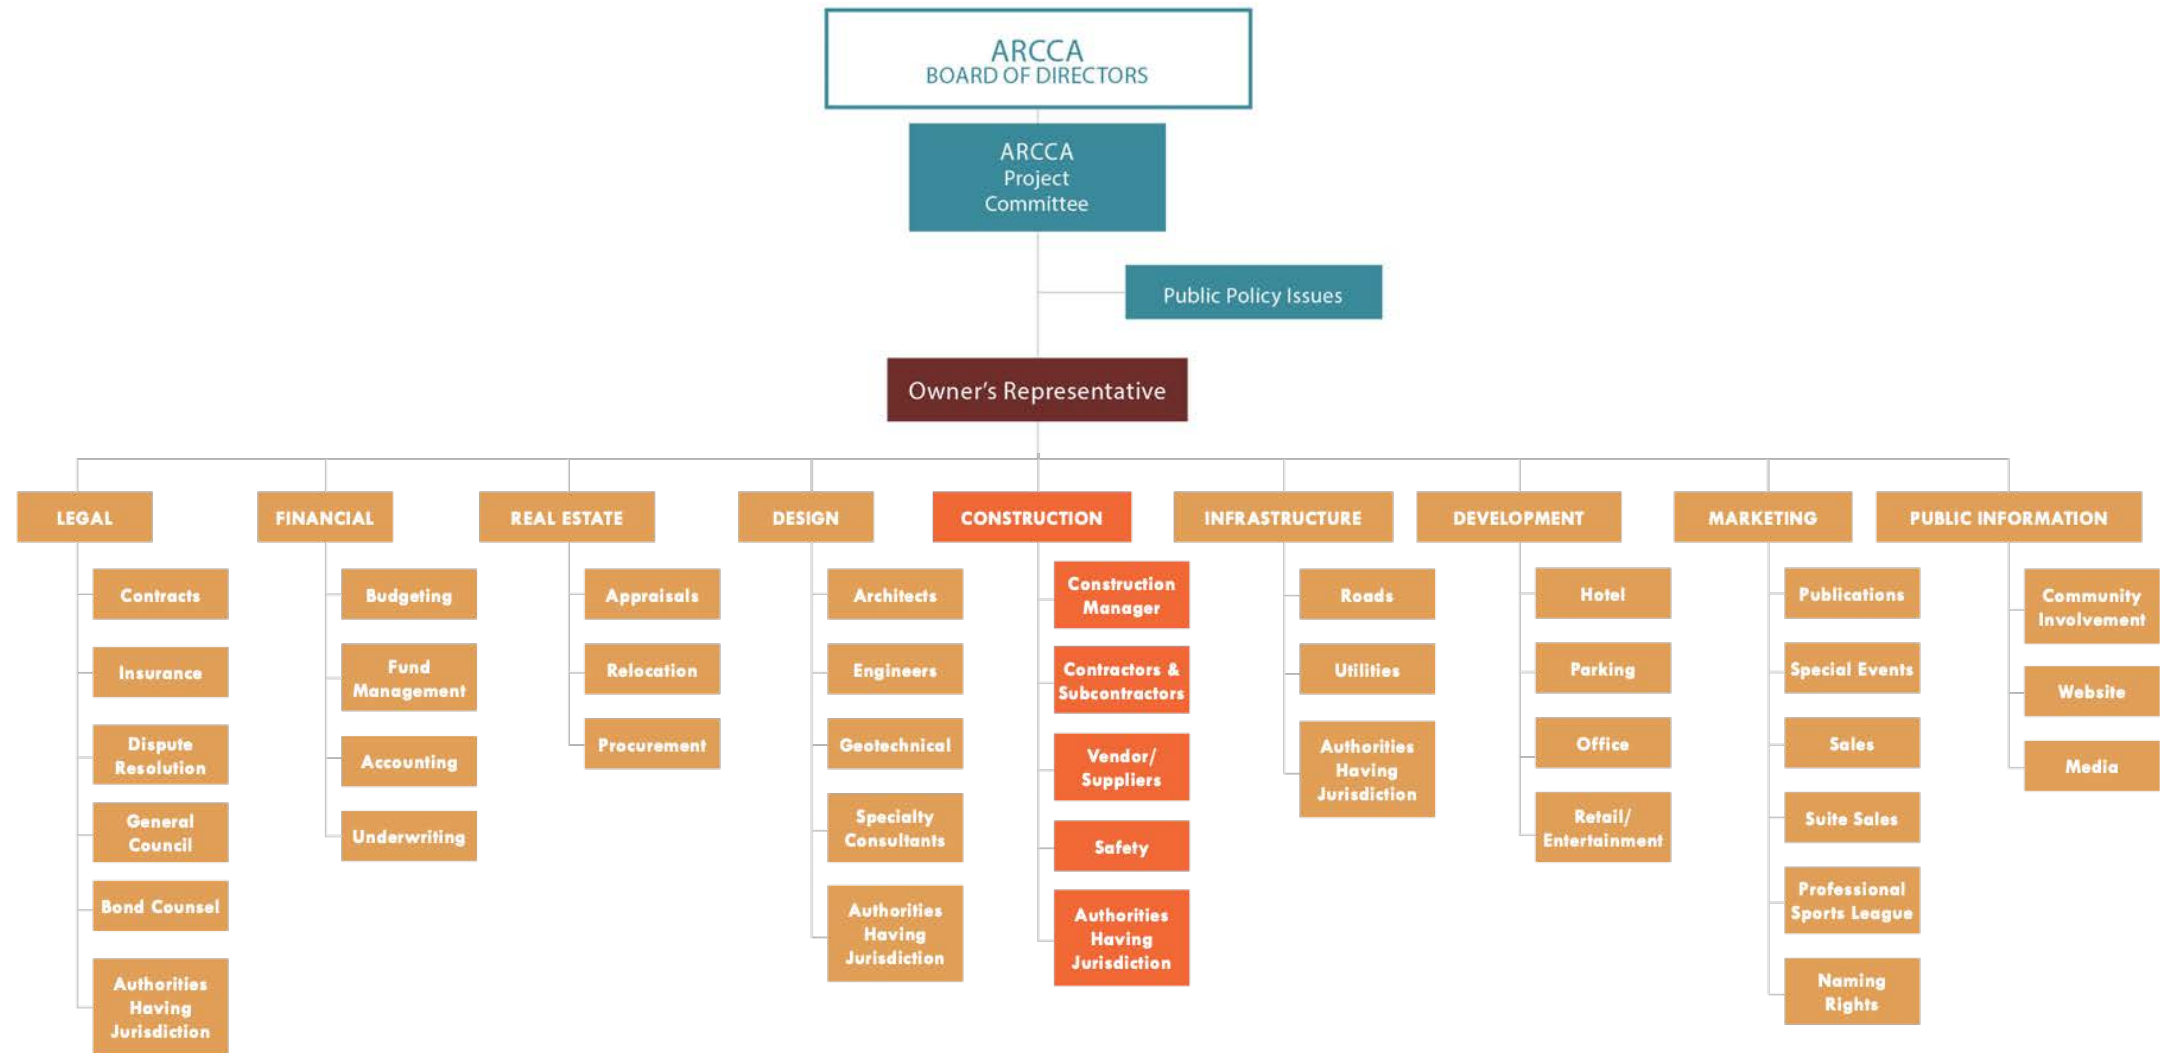 ARCCA
BOARD OF DIRECTORS
ARCCA
Project
Committee
Public Policy Issues
Owner's Representative
LEGAL
Contracts
Insurance
Dispute
Resolution
General
Council
Bond Counsel
Authorities
Having
Jurisdiction
FINANCIAL
Budgeting
Fund
Management
Accounting
Underwriting
REAL ESTATE
Appraisals
Relocation
Procurement
DESIGN
Architects
Engineers
Geotechnical
Specialty
Consultants
Authorities
Having
Jurisdiction
CONSTRUCTION
Construction
Manager
Contractors &
Subcontractors
Vendor/
Suppliers
Safety
Authorities
Having
Jurisdiction
INFRASTRUCTURE
Roads
Utilities
Authorities
Having
Jurisdiction
DEVELOPMENT
Hotel
Parking
Office
Retail/
Entertainment
MARKETING
Publications
Special Events
Sales
Suite Sales
Professional
Sports League
Naming
Rights
PUBLIC INFORMATION
Community
Involvement
Website
Media